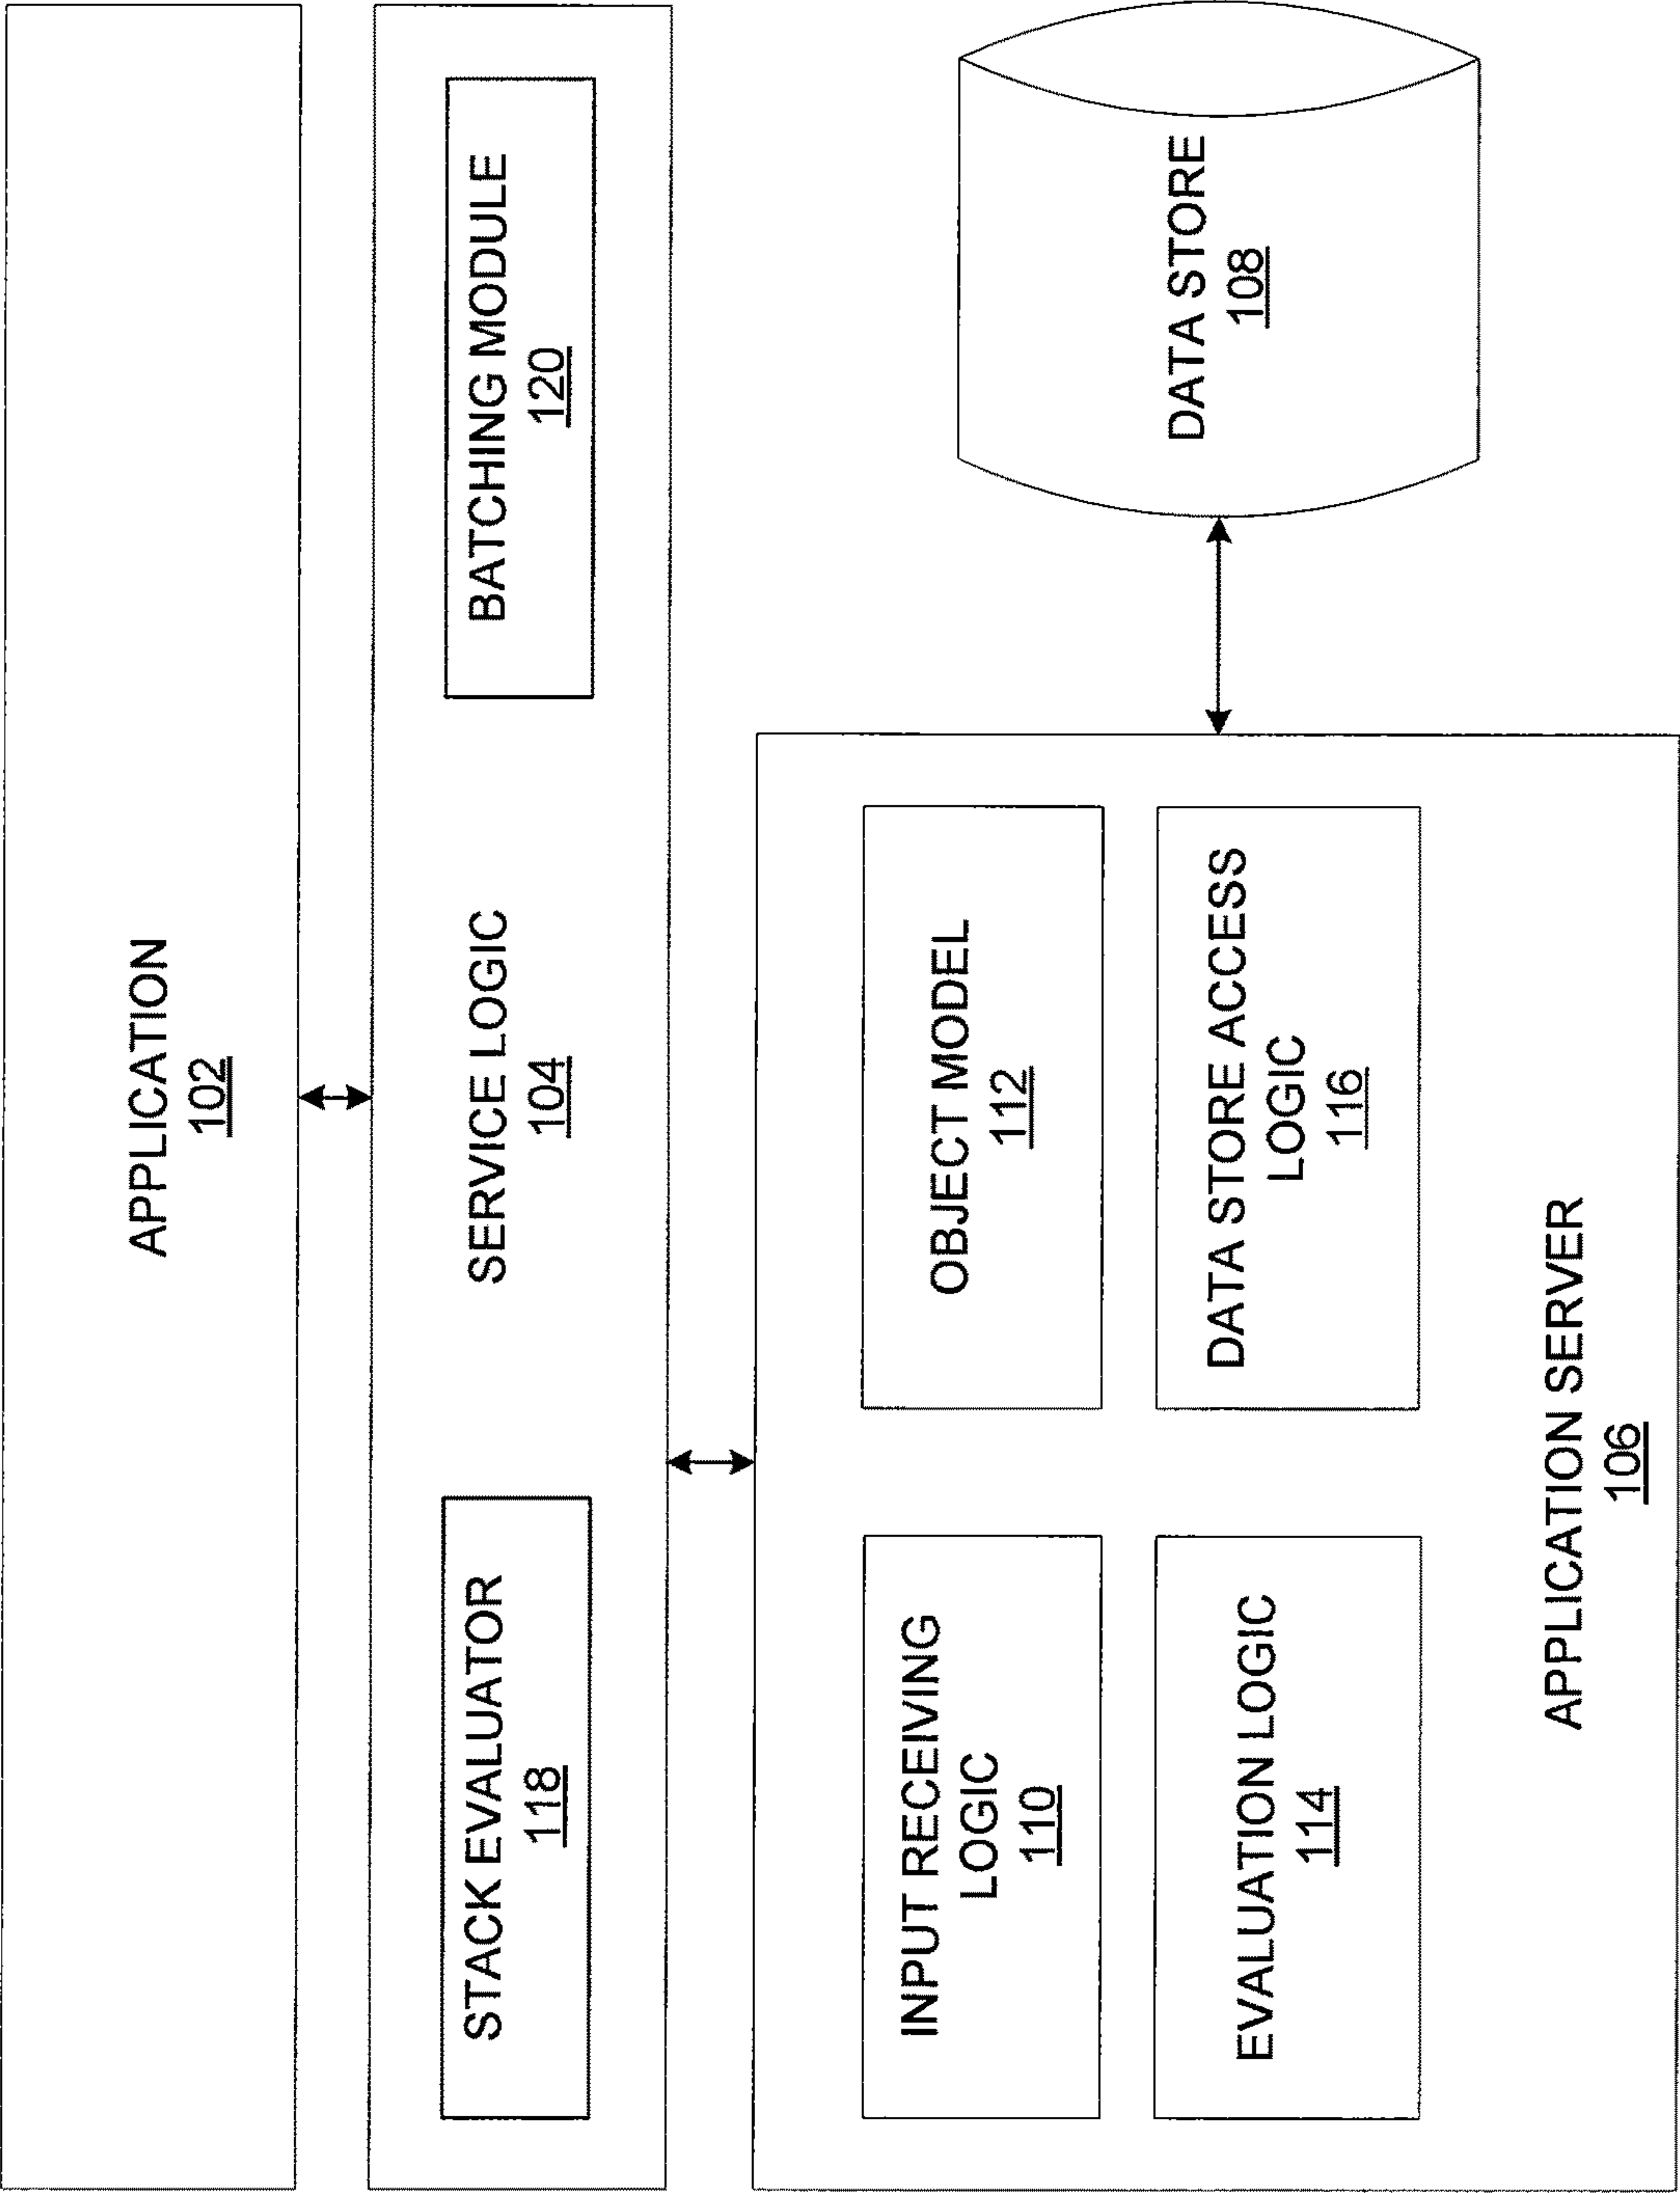 APPLICATION
102
STACK EVALUATOR
118
SERVICE LOGIC
104
BATCHING MODULE
120
INPUT RECEIVING
LOGIC
110
OBJECT MODEL
112
EVALUATION LOGIC
114
DATA STORE ACCESS
LOGIC
116
APPLICATION SERVER
106
DATA STORE
108